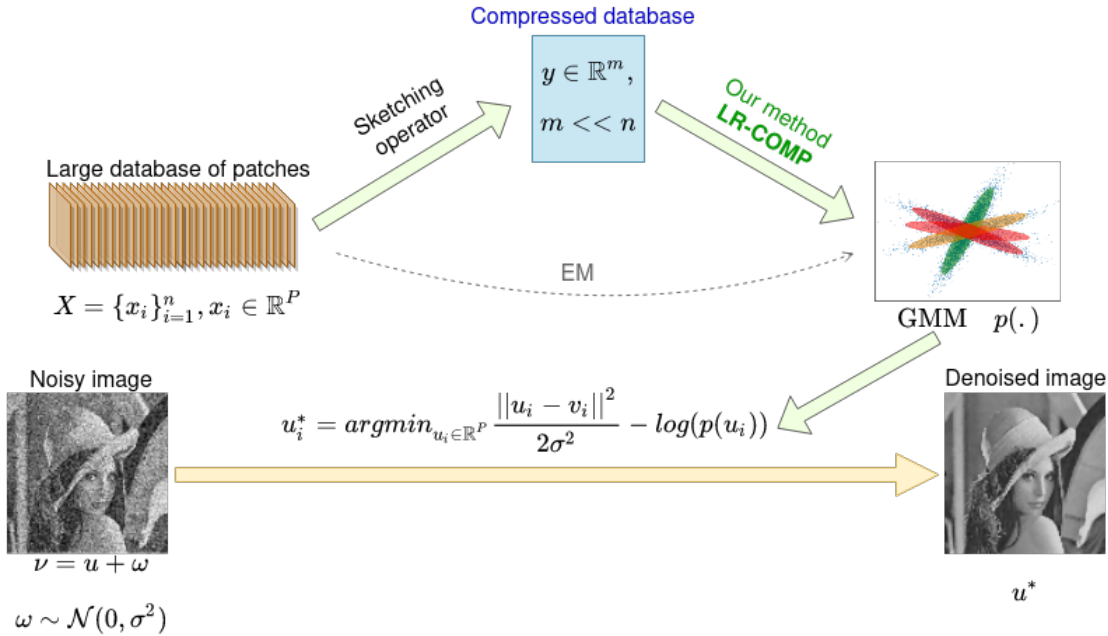 Compressed database
y ∈ ℝ^m,
m << n
Sketching
operator
Our method
LR-COMP
Large database of patches
EM
X = {x_i}_{i=1}^n, x_i ∈ ℝ^P
GMM p(.)
Noisy image
Denoised image
u_i^* = argmin_{u_i∈ℝ^P} ||u_i − v_i||^2 / 2σ^2 − log(p(u_i))
ν = u + ω
u^*
ω ∼ 𝒩(0, σ^2)